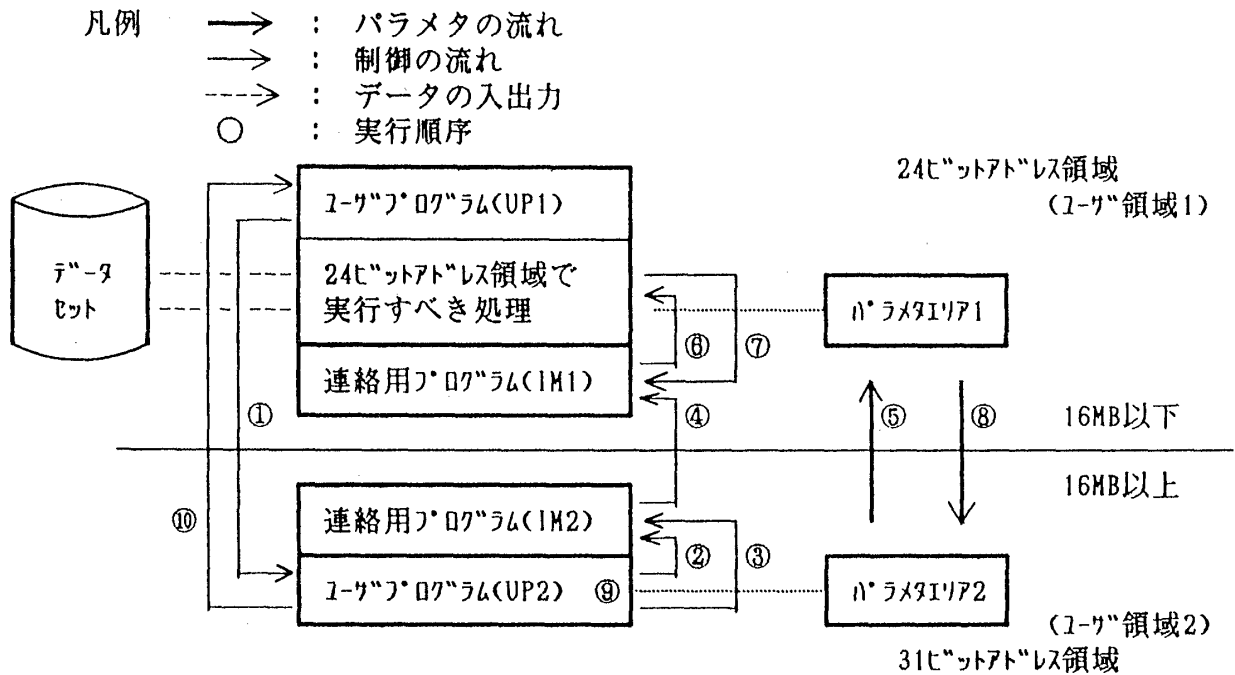 凡例 ――→ : パラメタの流れ
――→ : 制御の流れ
----→ : データの入出力
○ : 実行順序
24ビットアドレス領域
(ユーザ領域1)
ユーザプログラム(UP1)
データ
セット
24ビットアドレス領域で
実行すべき処理
パラメタエリア1
⑥
⑦
連絡用プログラム(IM1)
①
④
⑤
⑧
16MB以下
16MB以上
⑩
連絡用プログラム(IM2)
②
③
ユーザプログラム(UP2) ⑨
パラメタエリア2
(ユーザ領域2)
31ビットアドレス領域